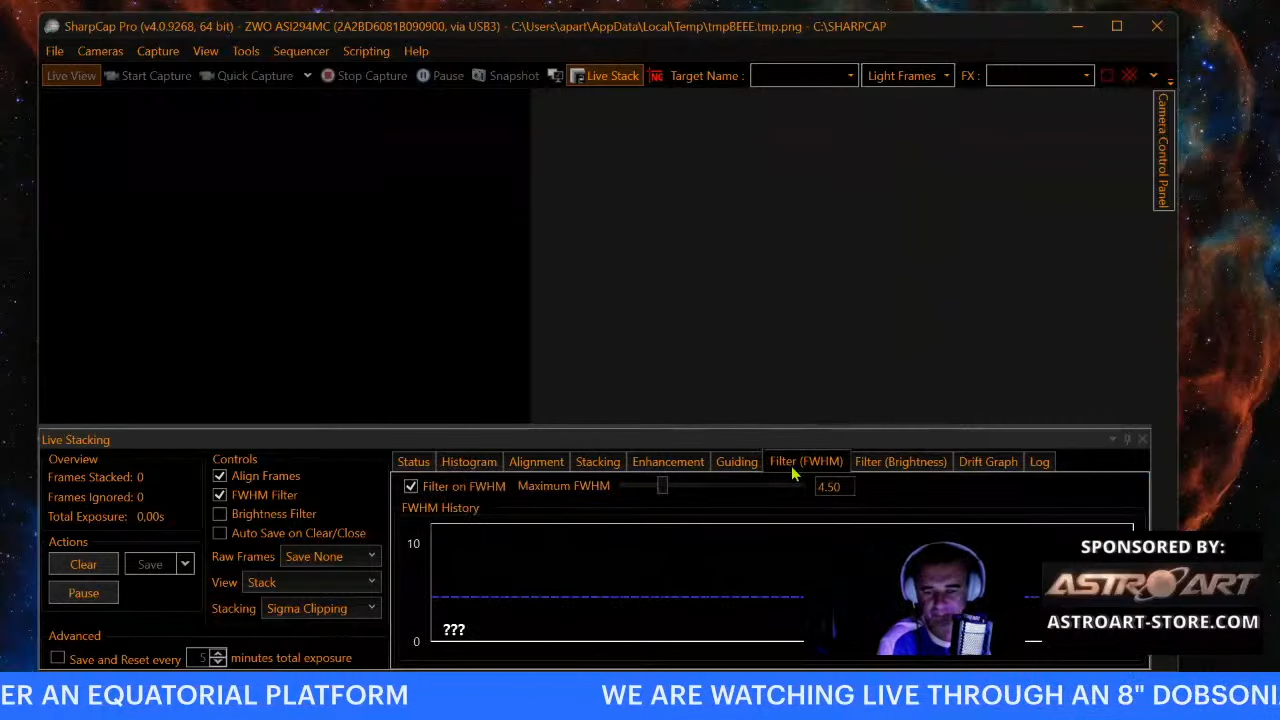 SharpCap Pro (v4.0.9268, 64 bit) - ZWO ASI294MC (2A2BD6081B090900, via USB3) - C:\Users\apart\AppData\Local\Temp\tmpBEEE.tmp.png - C:\SHARPCAP
File Cameras Capture View Tools Sequencer Scripting Help
Live View Start Capture Quick Capture Stop Capture Pause Snapshot Live Stack NG Target Name : Light Frames FX :
Camera Control Panel
Live Stacking
Overview
Frames Stacked: 0
Frames Ignored: 0
Total Exposure: 0,00s
Actions
Clear Save
Pause
Advanced
Save and Reset every 5 minutes total exposure
Controls
Align Frames
FWHM Filter
Brightness Filter
Auto Save on Clear/Close
Raw Frames Save None
View Stack
Stacking Sigma Clipping
Status Histogram Alignment Stacking Enhancement Guiding Filter (FWHM) Filter (Brightness) Drift Graph Log
Filter on FWHM Maximum FWHM 4.50
FWHM History
10
0
???
SPONSORED BY:
ASTROART
ASTROART-STORE.COM
ER AN EQUATORIAL PLATFORM WE ARE WATCHING LIVE THROUGH AN 8" DOBSONI